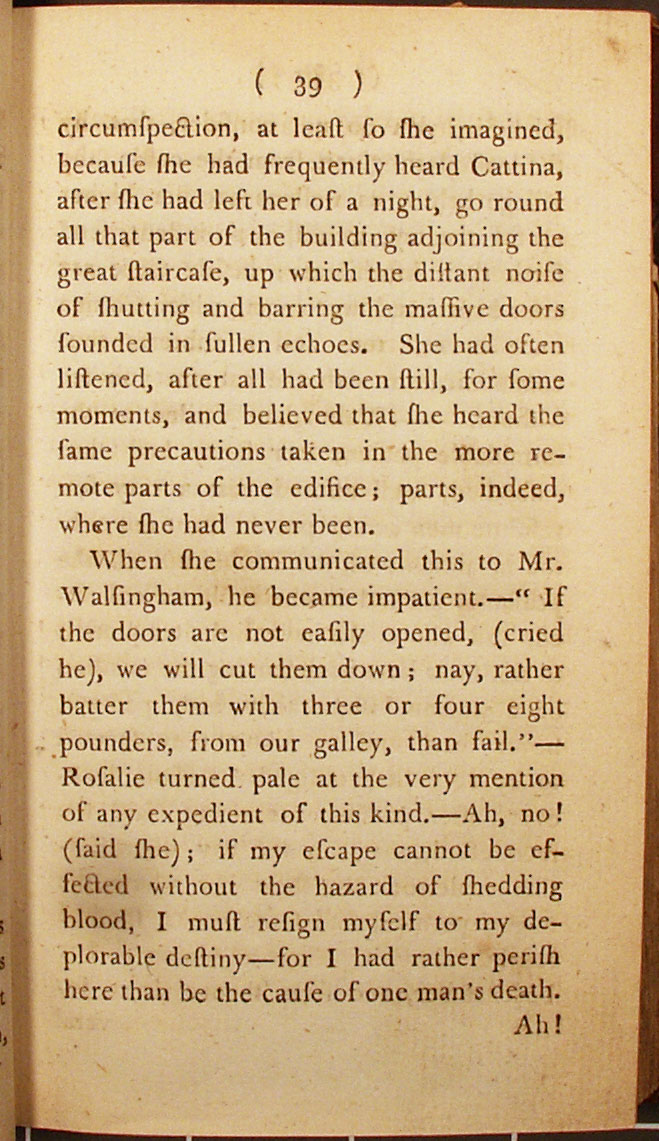 ( 39 )
circumſpection, at leaſt ſo ſhe imagined,
becauſe ſhe had frequently heard Cattina,
after ſhe had left her of a night, go round
all that part of the building adjoining the
great ſtaircaſe, up which the diſtant noiſe
of ſhutting and barring the maſſive doors
ſounded in ſullen echoes. She had often
liſtened, after all had been ſtill, for ſome
moments, and believed that ſhe heard the
ſame precautions taken in the more re-
mote parts of the edifice; parts, indeed,
where ſhe had never been.
When ſhe communicated this to Mr.
Walſingham, he became impatient.—“ If
the doors are not eaſily opened, (cried
he), we will cut them down; nay, rather
batter them with three or four eight
pounders, from our galley, than fail.”—
Roſalie turned pale at the very mention
of any expedient of this kind.—Ah, no!
(ſaid ſhe); if my eſcape cannot be ef-
fected without the hazard of ſhedding
blood, I muſt reſign myſelf to my de-
plorable deſtiny—for I had rather periſh
here than be the cauſe of one man's death.
Ah!